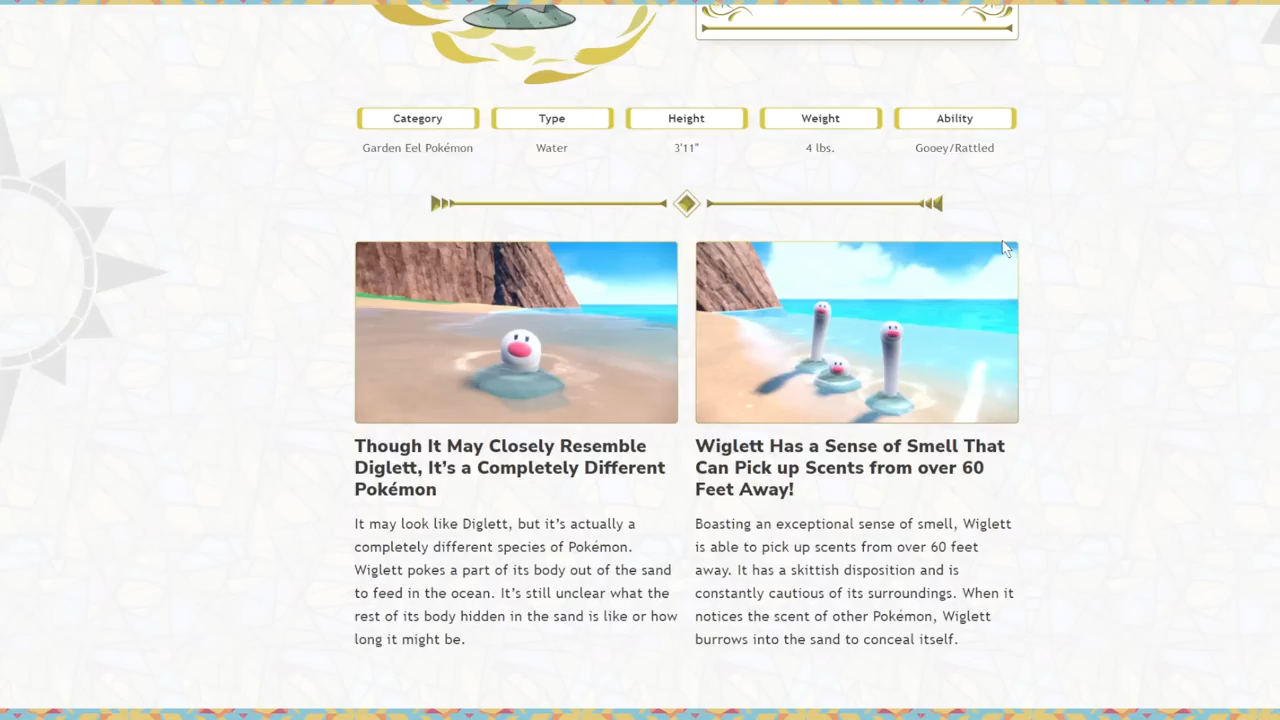 Category Type Height Weight Ability
Garden Eel Pokémon Water 3'11" 4 lbs. Gooey/Rattled
Though It May Closely Resemble
Diglett, It’s a Completely Different
Pokémon
It may look like Diglett, but it’s actually a
completely different species of Pokémon.
Wiglett pokes a part of its body out of the sand
to feed in the ocean. It’s still unclear what the
rest of its body hidden in the sand is like or how
long it might be.
Wiglett Has a Sense of Smell That
Can Pick up Scents from over 60
Feet Away!
Boasting an exceptional sense of smell, Wiglett
is able to pick up scents from over 60 feet
away. It has a skittish disposition and is
constantly cautious of its surroundings. When it
notices the scent of other Pokémon, Wiglett
burrows into the sand to conceal itself.